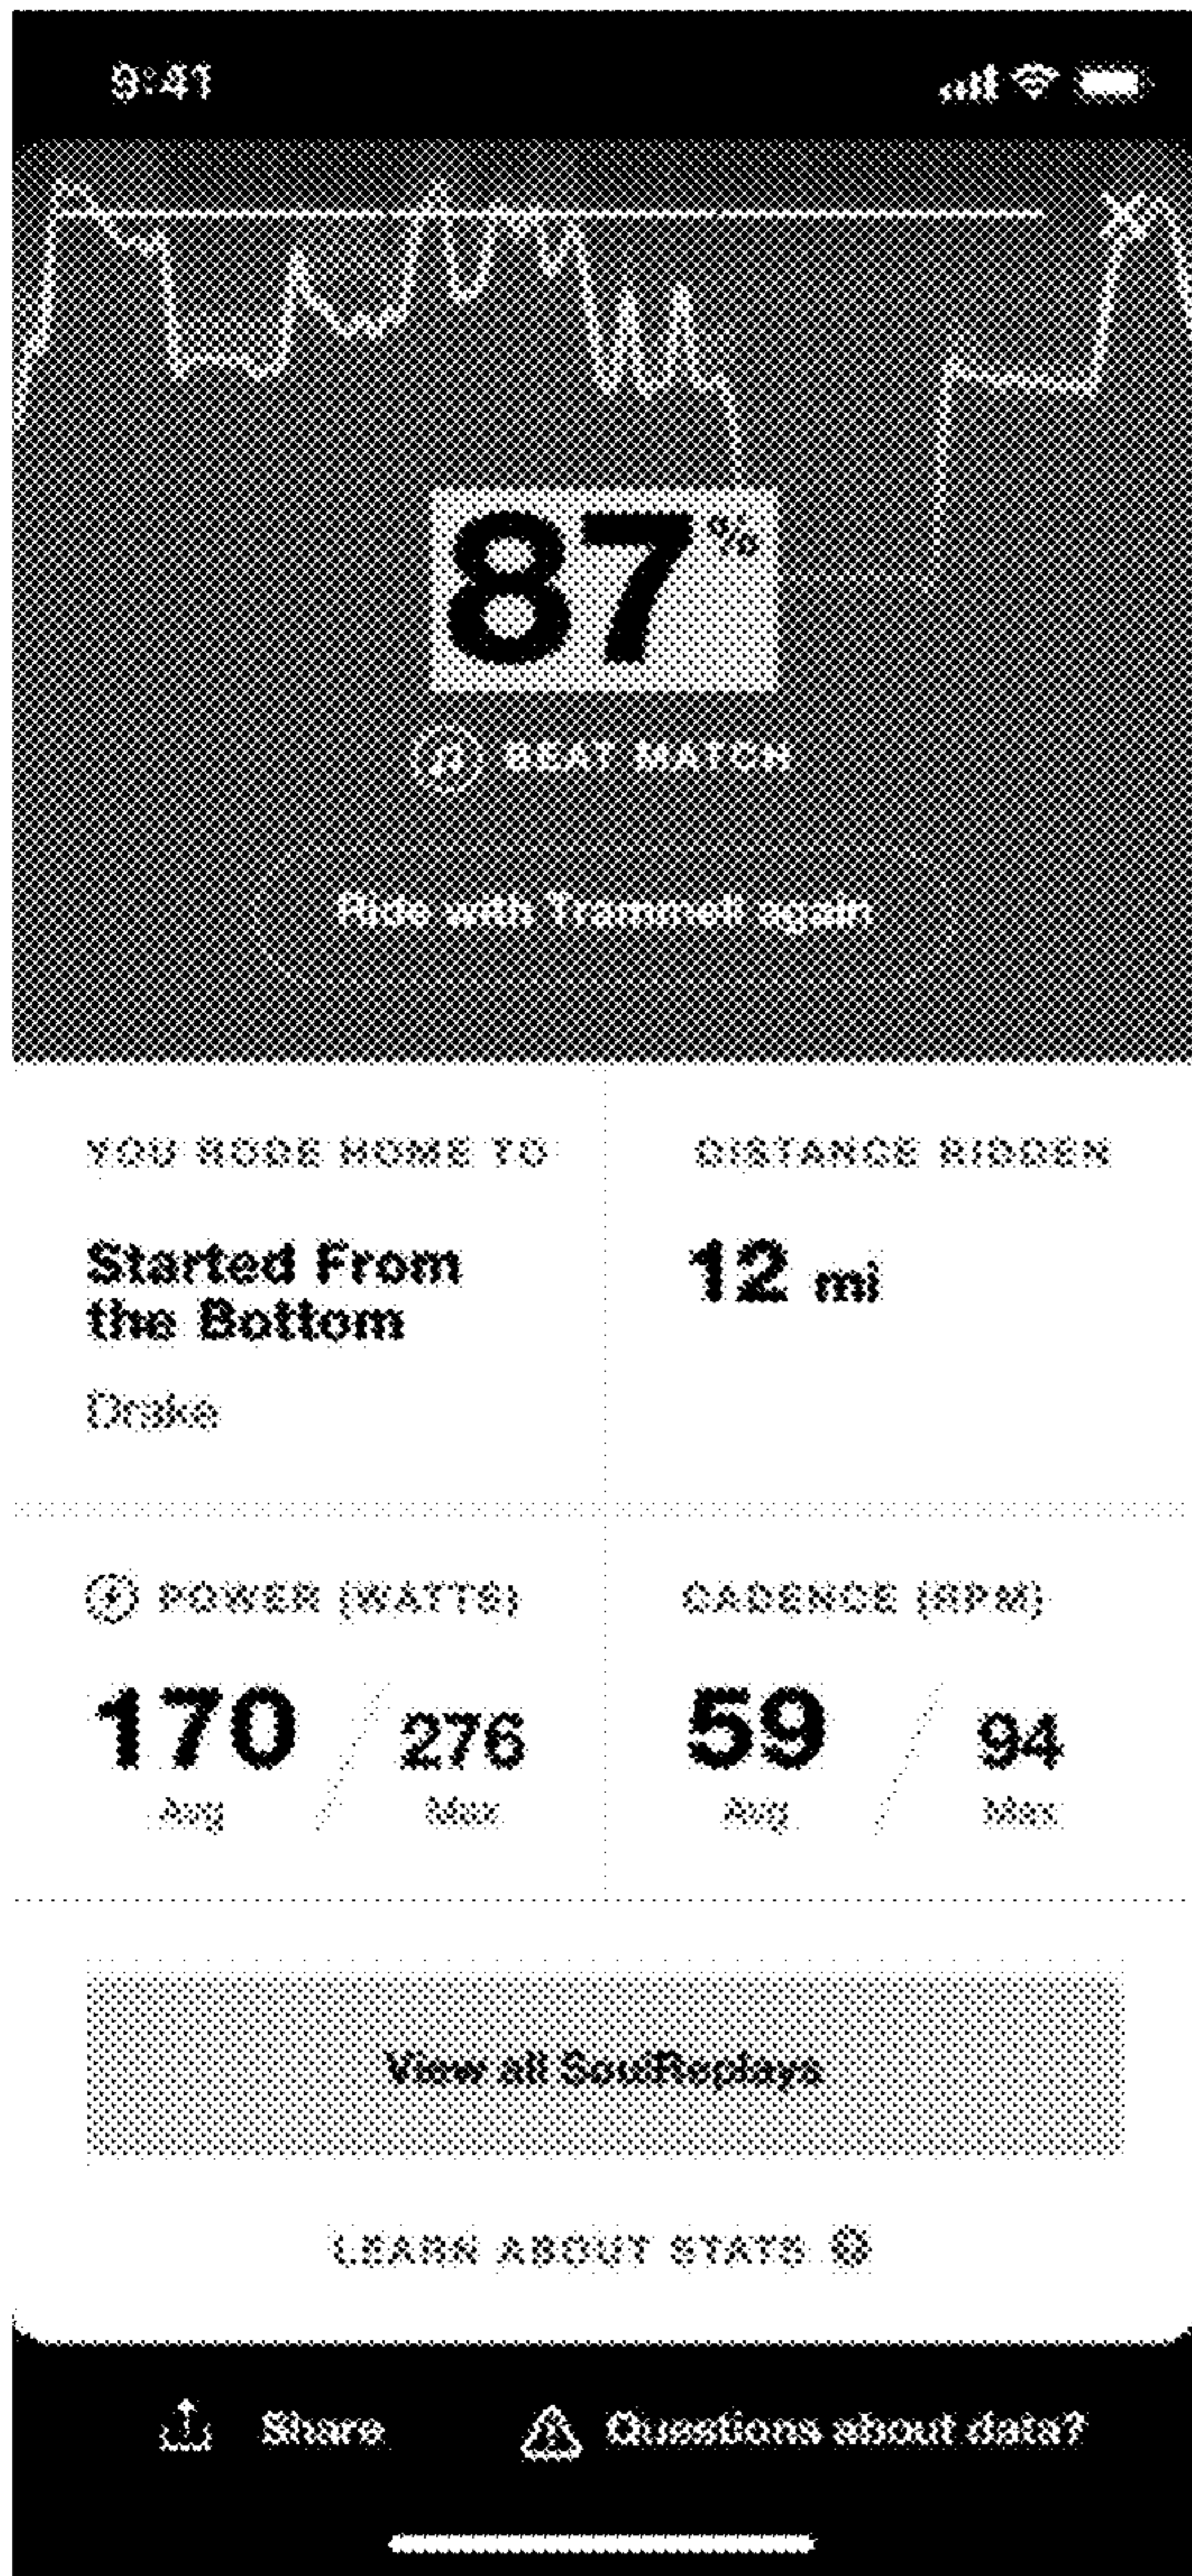 9:41
87%
BEAT MATCH
Ride with Trammell again
YOU RODE HOME TO
Started From
the Bottom
Drake
DISTANCE RIDDEN
12 mi
POWER (WATTS)
170
Avg
276
Max
CADENCE (RPM)
59
Avg
94
Max
View all SoulReplays
LEARN ABOUT STATS
Share
Questions about data?